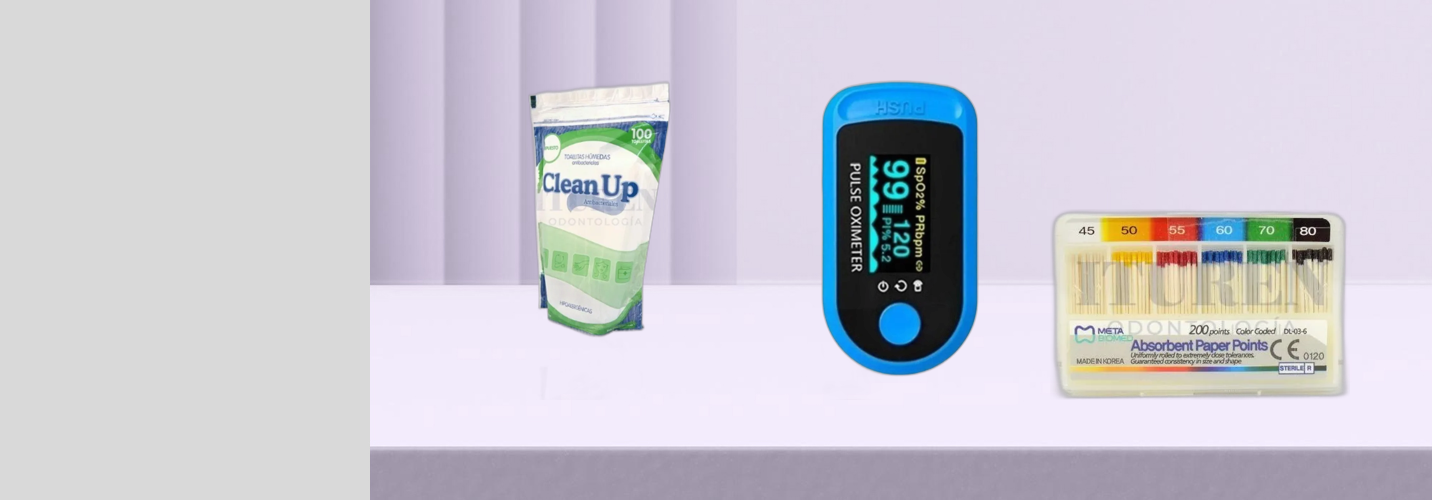 100
TOALLITAS HÚMEDAS
Clean Up
HIPOALERGÉNICAS
PUSH
SpO2% PRbpm
99 120
PI% 5.2
PULSE OXIMETER
45 50 55 60 70 80
ITUREN
ODONTOLOGÍA
META
BIOMED
200 points Color Coded DL-03-6
Absorbent Paper Points
Uniformly rolled to extremely close tolerances.
Guaranteed consistency in size and shape.
MADE IN KOREA
CE 0120
STERILE R